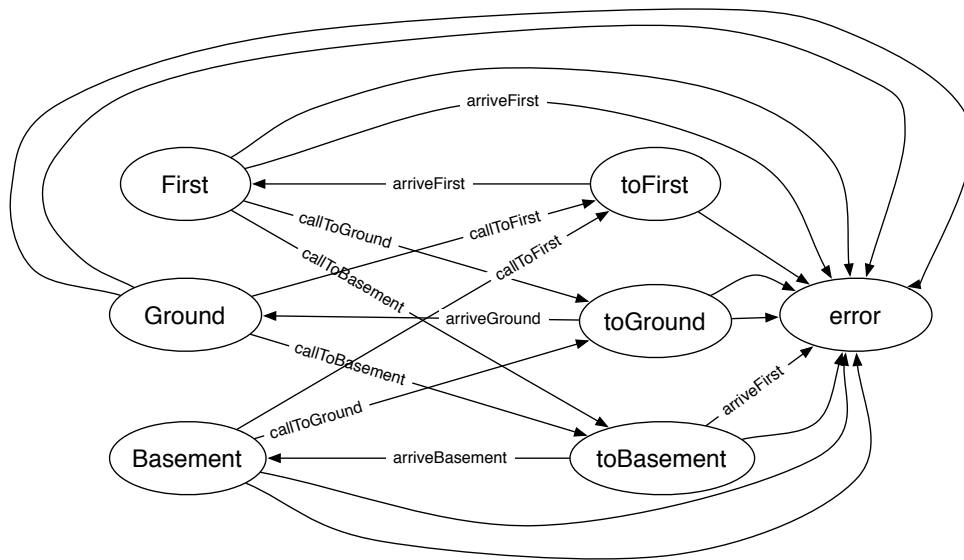 arriveFirst
First
arriveFirst
toFirst
callToGround
callToFirst
callToFirst
callToBasement
Ground
arriveGround
toGround
error
callToBasement
arriveFirst
callToGround
Basement
arriveBasement
toBasement